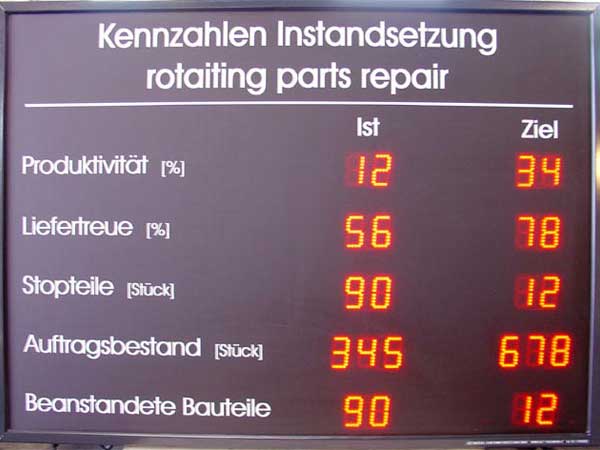 Kennzahlen Instandsetzung
rotaiting parts repair
Ist Ziel
Produktivität [%] 12 34
Liefertreue [%] 56 78
Stopteile [Stück] 90 12
Auftragsbestand [Stück] 345 678
Beanstandete Bauteile 90 12